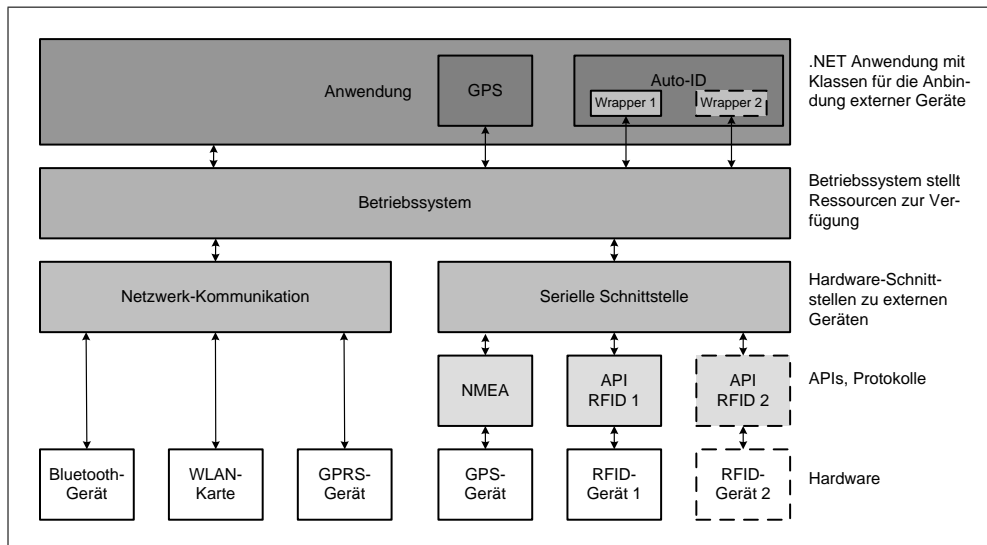 Anwendung
GPS
Auto-ID
Wrapper 1
Wrapper 2
.NET Anwendung mit
Klassen für die Anbin-
dung externer Geräte
Betriebssystem
Betriebssystem stellt
Ressourcen zur Ver-
fügung
Netzwerk-Kommunikation
Serielle Schnittstelle
Hardware-Schnitt-
stellen zu externen
Geräten
NMEA
API
RFID 1
API
RFID 2
APIs, Protokolle
Bluetooth-
Gerät
WLAN-
Karte
GPRS-
Gerät
GPS-
Gerät
RFID-
Gerät 1
RFID-
Gerät 2
Hardware